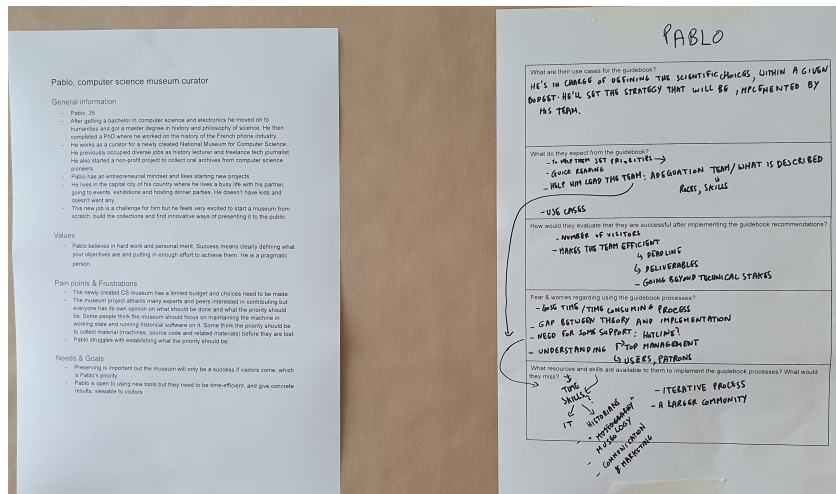 Pablo, computer science museum curator
General information
- Pablo, 35
- After getting a bachelor in computer science and electronics he moved on to
humanities and got a master degree in history and philosophy of science. He then
completed a PhD where he worked on the history of the French phone industry.
- He works as a curator for a newly created National Museum for Computer Science.
He previously occupied diverse jobs as history lecturer and freelance tech journalist.
He also started a non-profit project to collect oral archives from computer science
pioneers.
- Pablo has an entrepreneurial mindset and likes starting new projects
- He lives in the capital city of his country where he lives a busy life with his partner,
going to events, exhibitions and hosting dinner parties. He doesn't have kids and
doesn't want any.
- This new job is a challenge for him but he feels very excited to start a museum from
scratch, build the collections and find innovative ways of presenting it to the public.
Values
- Pablo believes in hard work and personal merit. Success means clearly defining what
your objectives are and putting in enough effort to achieve them. He is a pragmatic
person.
Pain points & Frustrations
- The newly created CS museum has a limited budget and choices need to be made.
- The museum project attracts many experts and peers interested in contributing but
everyone has its own opinion on what should be done and what the priority should
be. Some people think the museum should focus on maintaining the machine in
working state and running historical software on it. Some think the priority should be
to collect material (machines, source code and related materials) before they are lost.
- Pablo struggles with establishing what the priority should be.
Needs & Goals
- Preserving is important but the museum will only be a success if visitors come, which
is Pablo's priority
- Pablo is open to using new tools but they need to be time-efficient, and give concrete
results, viewable to visitors
PABLO
What are their use cases for the guidebook?
HE'S IN CHARGE OF DEFINING THE SCIENTIFIC CHOICES, WITHIN A GIVEN
BUDGET. HE'LL SET THE STRATEGY THAT WILL BE IMPLEMENTED BY
HIS TEAM.
What do they expect from the guidebook?
- TO HELP THEM SET PRIORITIES →
- QUICK READING
- HELP HIM LEAD THE TEAM: ADEQUATION TEAM/WHAT IS DESCRIBED
ROLES, SKILLS
- USE CASES
How would they evaluate that they are successful after implementing the guidebook recommendations?
- NUMBER OF VISITORS
- MAKES THE TEAM EFFICIENT
↳ DEADLINE
↳ DELIVERABLES
- GOING BEYOND TECHNICAL STAKES
Fear & worries regarding using the guidebook processes?
- LOSS TIME/TIME CONSUMING PROCESS
- GAP BETWEEN THEORY AND IMPLEMENTATION
- NEED FOR SOME SUPPORT: HOTLINE?
- UNDERSTANDING TOP MANAGEMENT
↳ USERS, PATRONS
What resources and skills are available to them to implement the guidebook processes? What would
they miss?
TIME
SKILLS:
IT
HISTORIANS
MUSEOLOGY
- COMMUNICATION
- & MARKETING
- ITERATIVE PROCESS
- A LARGER COMMUNITY